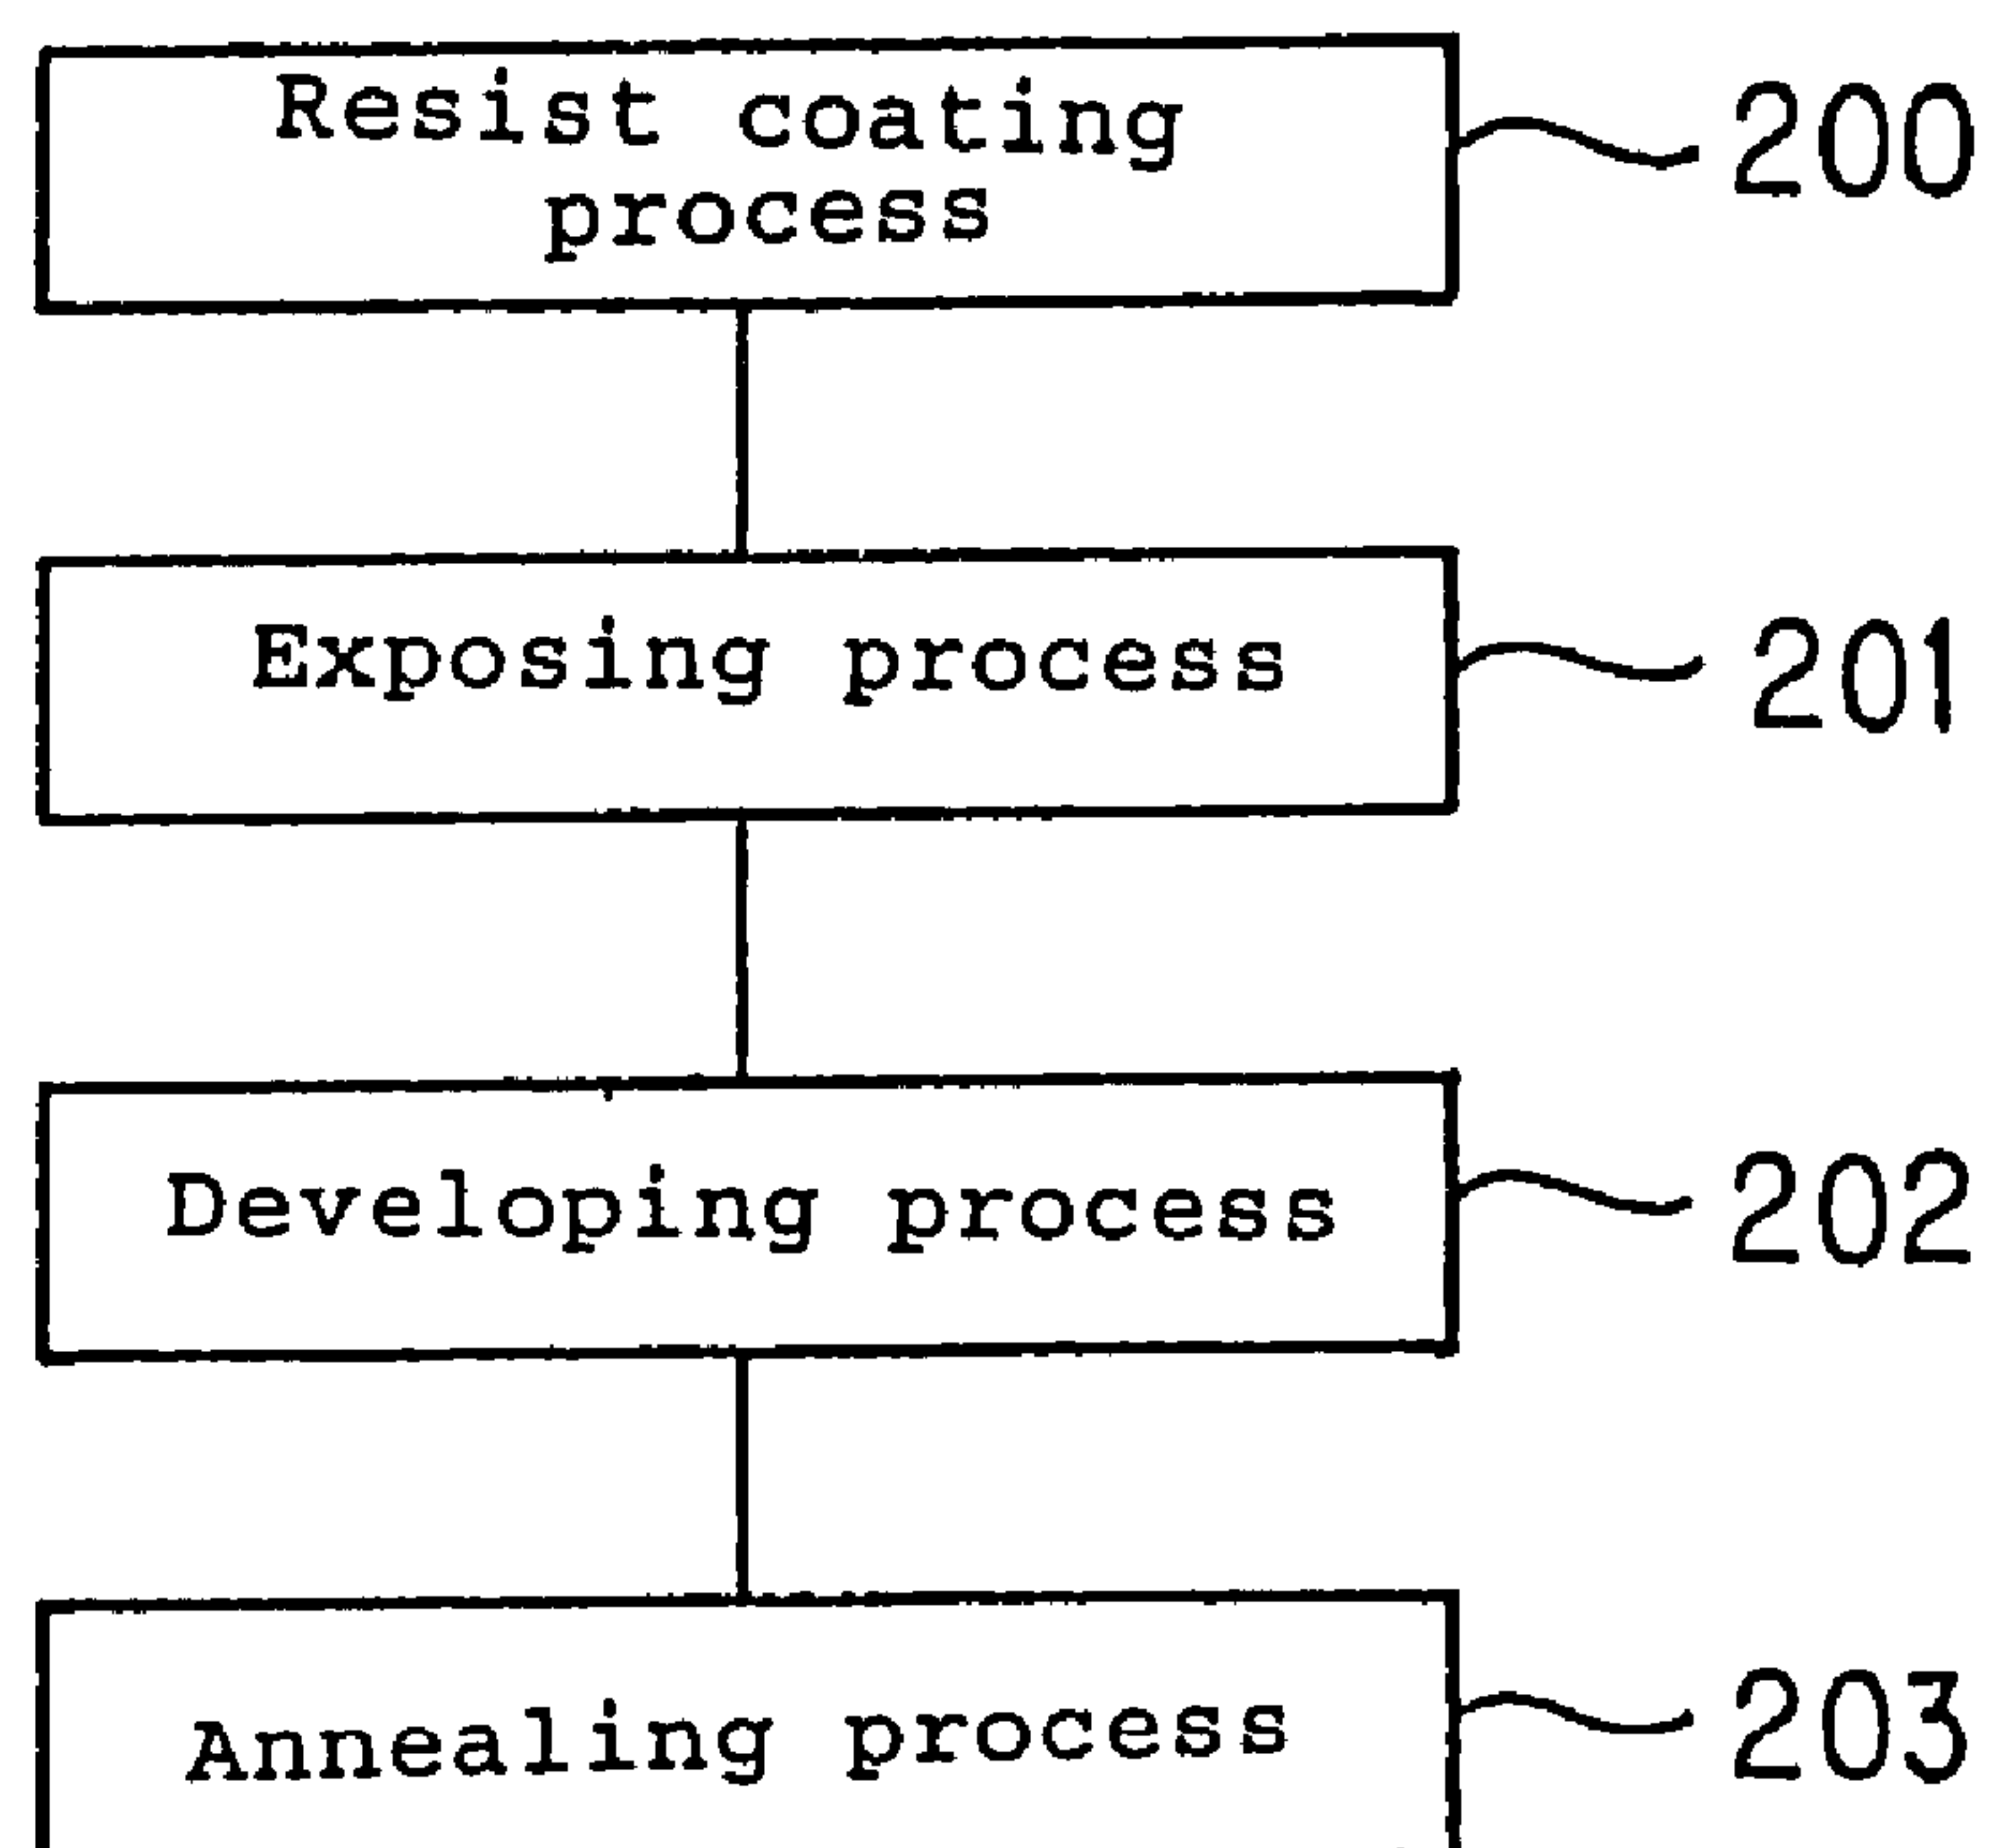 Resist coating
process
200
Exposing process
201
Developing process
202
Annealing process
203